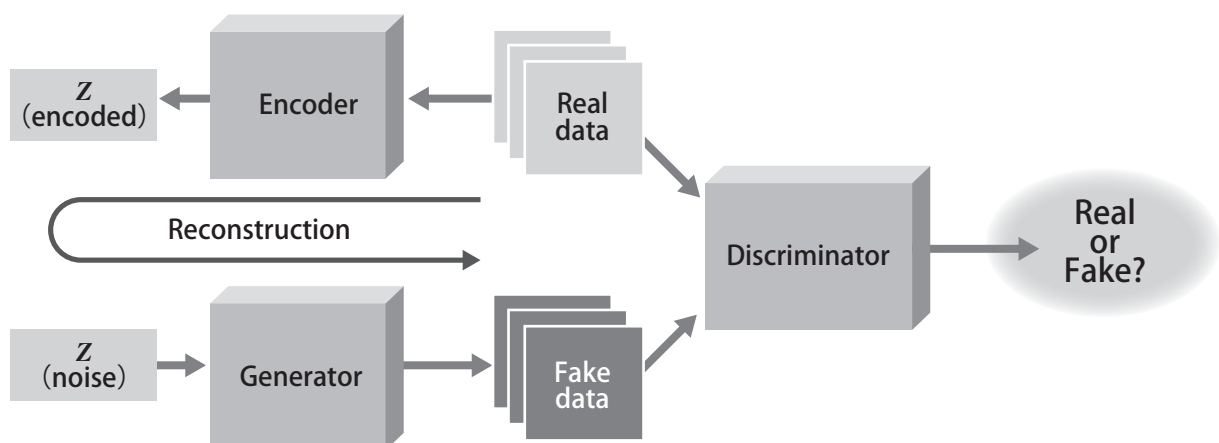 Z
(encoded)
Encoder
Real
data
Reconstruction
Discriminator
Real
or
Fake?
Z
(noise)
Generator
Fake
data